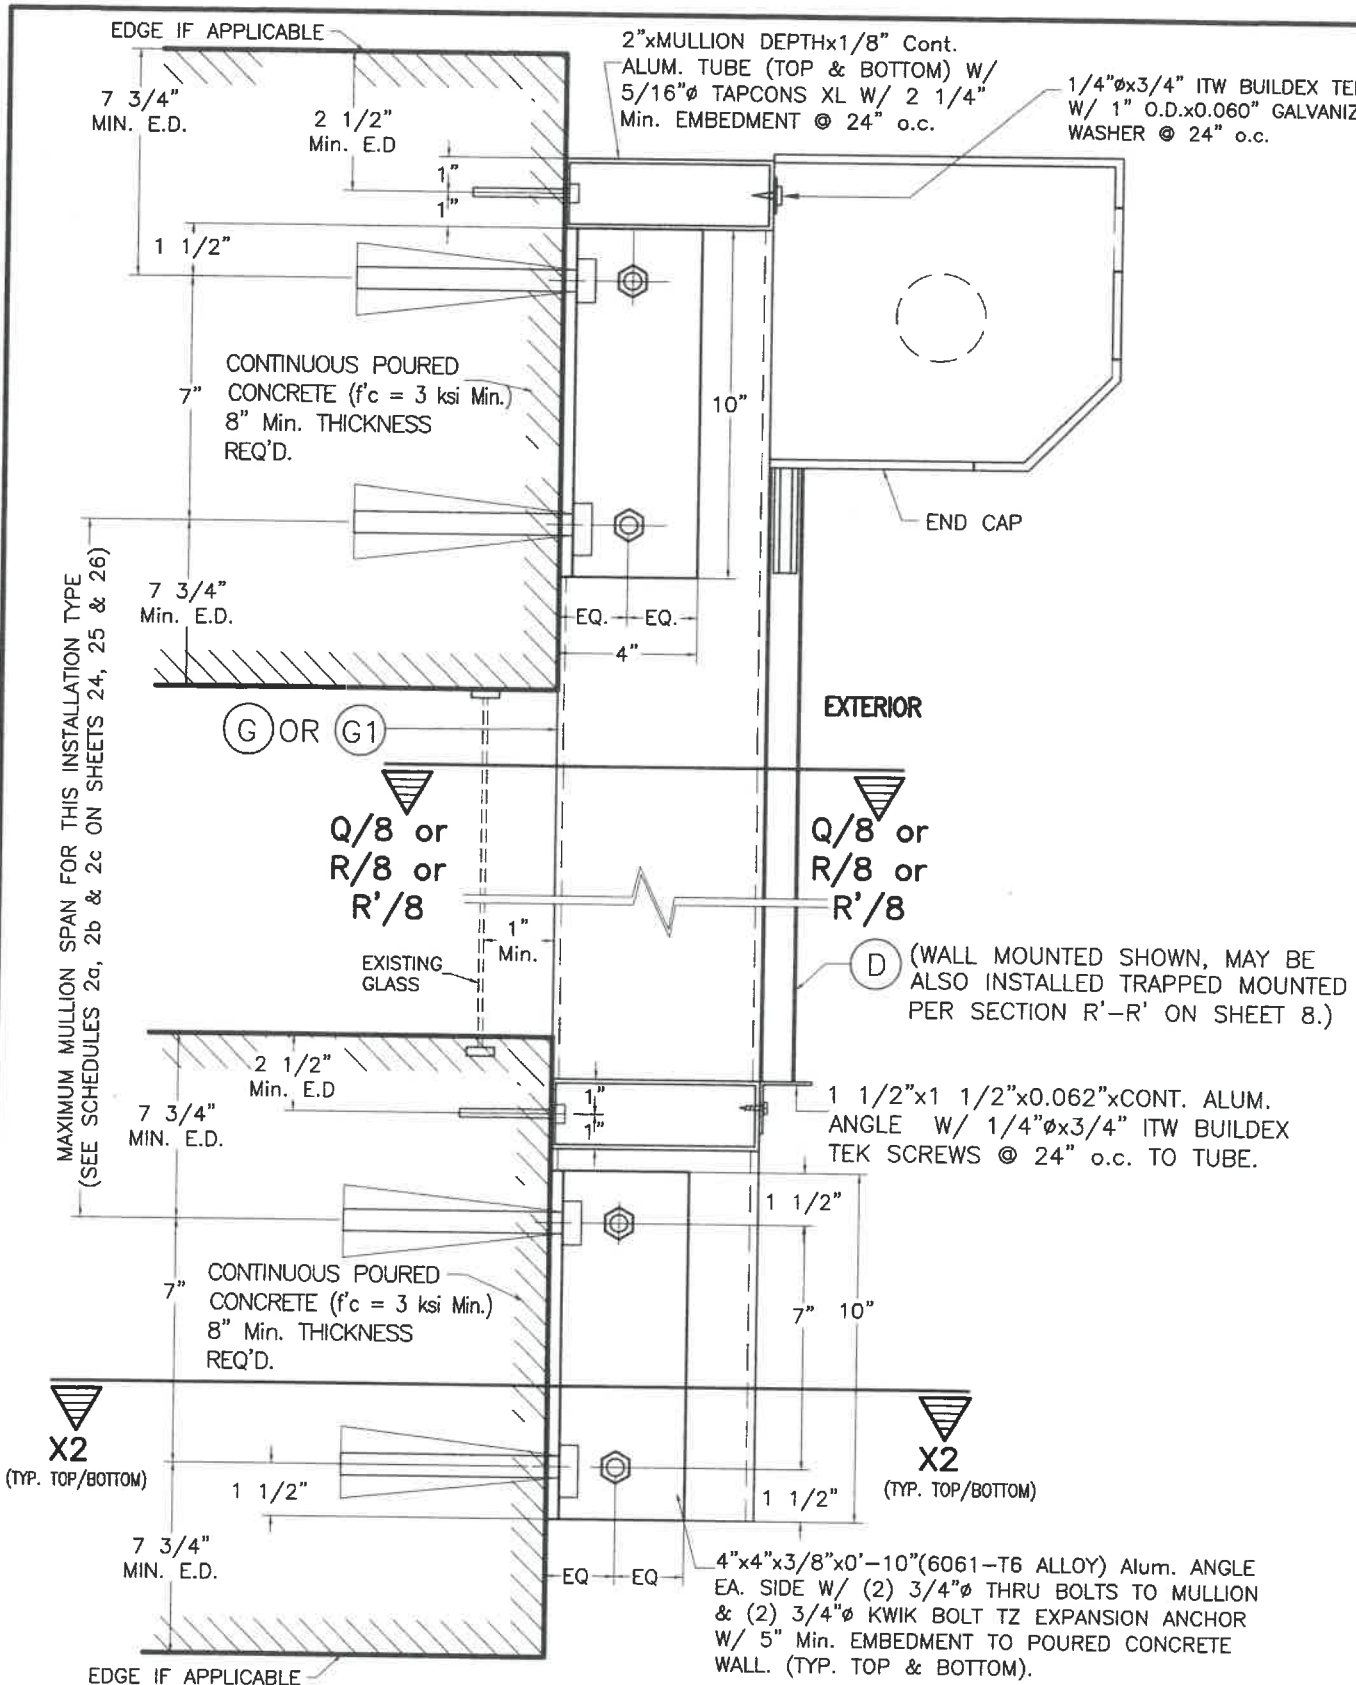 EDGE IF APPLICABLE
2"xMULLION DEPTHx1/8" Cont.
ALUM. TUBE (TOP & BOTTOM) W/
5/16"ø TAPCONS XL W/ 2 1/4"
Min. EMBEDMENT @ 24" o.c.
1/4"øx3/4" ITW BUILDEX TE
W/ 1" O.D.x0.060" GALVANIZ
WASHER @ 24" o.c.
7 3/4"
MIN. E.D.
2 1/2"
Min. E.D
1"
1"
1 1/2"
CONTINUOUS POURED
CONCRETE (f'c = 3 ksi Min.)
8" Min. THICKNESS
REQ'D.
7"
10"
END CAP
7 3/4"
Min. E.D.
EQ.
EQ.
4"
MAXIMUM MULLION SPAN FOR THIS INSTALLATION TYPE
(SEE SCHEDULES 2a, 2b & 2c ON SHEETS 24, 25 & 26)
G OR G1
EXTERIOR
Q/8 or
R/8 or
R'/8
Q/8 or
R/8 or
R'/8
1"
Min.
EXISTING
GLASS
D (WALL MOUNTED SHOWN, MAY BE
ALSO INSTALLED TRAPPED MOUNTED
PER SECTION R'-R' ON SHEET 8.)
2 1/2"
Min. E.D
7 3/4"
MIN. E.D.
1"
1"
1 1/2"x1 1/2"x0.062"xCONT. ALUM.
ANGLE W/ 1/4"øx3/4" ITW BUILDEX
TEK SCREWS @ 24" o.c. TO TUBE.
1 1/2"
7"
CONTINUOUS POURED
CONCRETE (f'c = 3 ksi Min.)
8" Min. THICKNESS
REQ'D.
7"
10"
X2
(TYP. TOP/BOTTOM)
X2
(TYP. TOP/BOTTOM)
1 1/2"
1 1/2"
7 3/4"
MIN. E.D.
EQ
EQ
4"x4"x3/8"x0'-10"(6061-T6 ALLOY) Alum. ANGLE
EA. SIDE W/ (2) 3/4"ø THRU BOLTS TO MULLION
& (2) 3/4"ø KWIK BOLT TZ EXPANSION ANCHOR
W/ 5" Min. EMBEDMENT TO POURED CONCRETE
WALL. (TYP. TOP & BOTTOM).
EDGE IF APPLICABLE